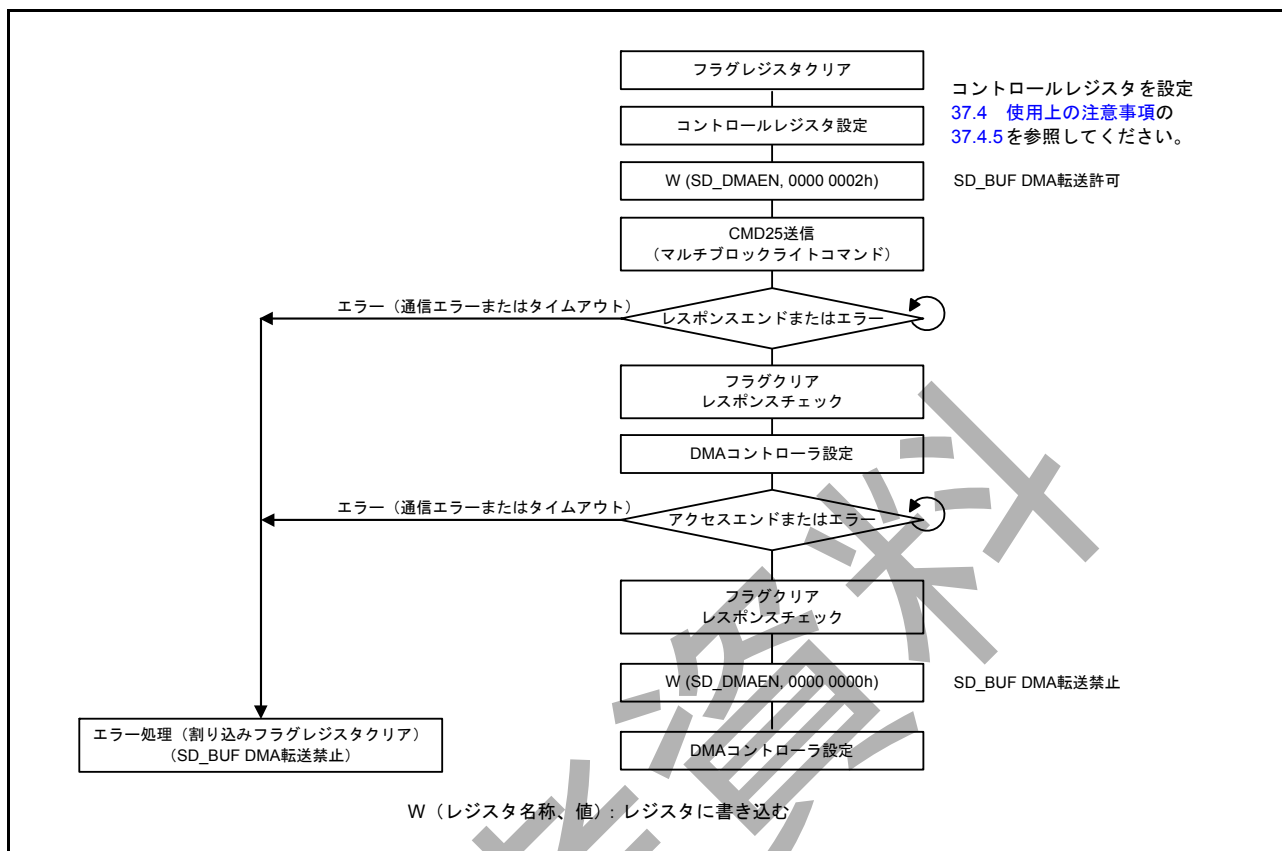 フラグレジスタクリア
コントロールレジスタを設定
37.4 使用上の注意事項の
37.4.5を参照してください。
コントロールレジスタ設定
W (SD_DMAEN, 0000 0002h)
SD_BUF DMA転送許可
CMD25送信
（マルチブロックライトコマンド）
エラー（通信エラーまたはタイムアウト）
レスポンスエンドまたはエラー
フラグクリア
レスポンスチェック
DMAコントローラ設定
エラー（通信エラーまたはタイムアウト）
アクセスエンドまたはエラー
フラグクリア
レスポンスチェック
W (SD_DMAEN, 0000 0000h)
SD_BUF DMA転送禁止
エラー処理（割り込みフラグレジスタクリア）
（SD_BUF DMA転送禁止）
DMAコントローラ設定
W（レジスタ名称、値）: レジスタに書き込む
資料